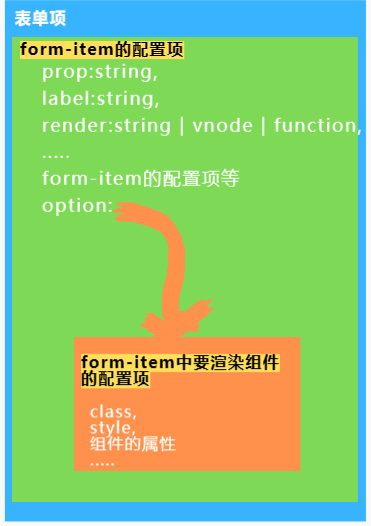 表单项
form-item的配置项
prop:string,
label:string,
render:string | vnode | function,
.....
form-item的配置项等
option:
form-item中要渲染组件
的配置项
class,
style,
组件的属性
.....